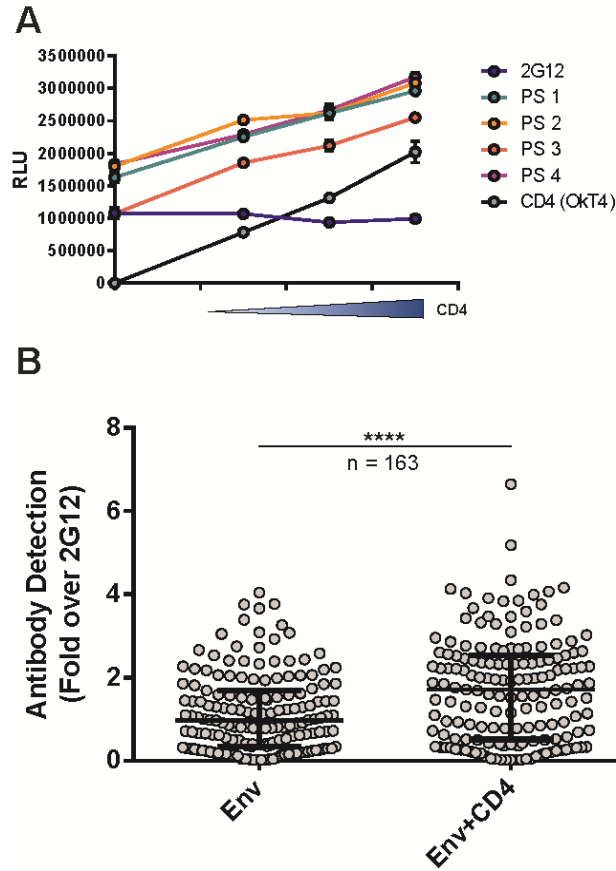 A
3500000
3000000
2500000
2000000
1500000
1000000
500000
0
RLU
2G12
PS 1
PS 2
PS 3
PS 4
CD4 (OkT4)
CD4
B
8
6
4
2
0
Antibody Detection
(Fold over 2G12)
****
n = 163
Env
Env+CD4